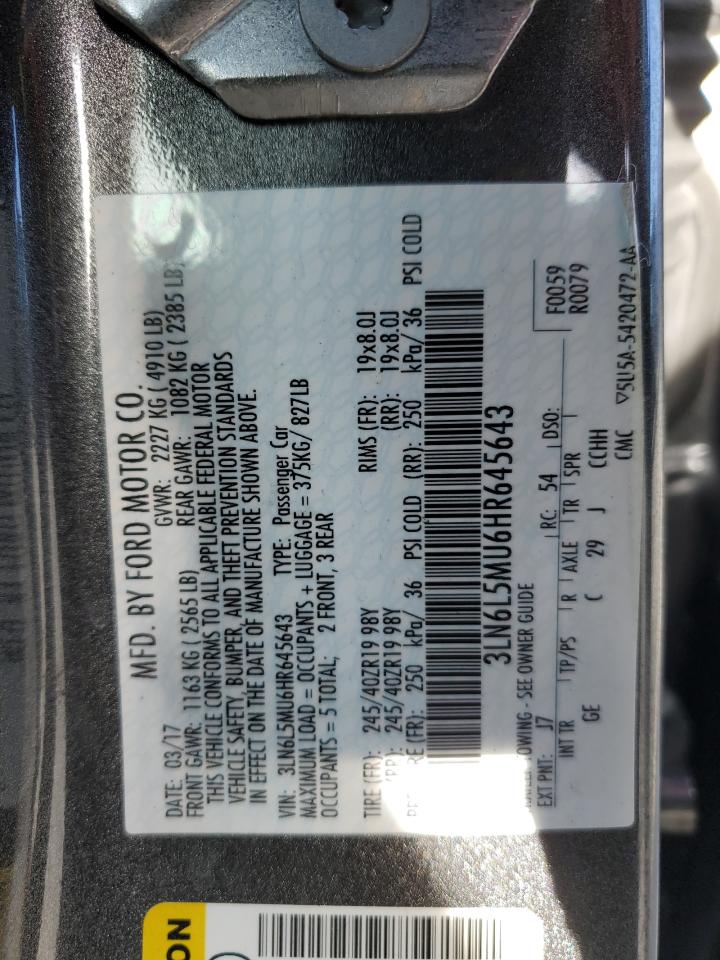 MFD. BY FORD MOTOR CO.
DATE: 03/17 GVWR: 2227 KG ( 4910 LB)
FRONT GAWR: 1163 KG ( 2565 LB) REAR GAWR: 1082 KG ( 2385 LB)
THIS VEHICLE CONFORMS TO ALL APPLICABLE FEDERAL MOTOR
VEHICLE SAFETY, BUMPER, AND THEFT PREVENTION STANDARDS
IN EFFECT ON THE DATE OF MANUFACTURE SHOWN ABOVE.
VIN: 3LN6L5MU6HR645643 TYPE: Passenger Car
MAXIMUM LOAD = OCCUPANTS + LUGGAGE = 375KG/ 827LB
OCCUPANTS = 5 TOTAL, 2 FRONT, 3 REAR
TIRE (FR): 245/40ZR19 98Y RIMS (FR): 19x8.0J
245/40ZR19 98Y (RR): 19x8.0J
(FR): 250 kPa/ 36 PSI COLD (RR): 250 kPa/ 36 PSI COLD
3LN6L5MU6HR645643
TOWING - SEE OWNER GUIDE F0059
EXT PNT: J7 RC: 54 DSO: R0079
INT TR TP/PS R AXLE TR SPR
GE C 29 J CCHH
CMC ▽5U5A-5420472-AA
ON